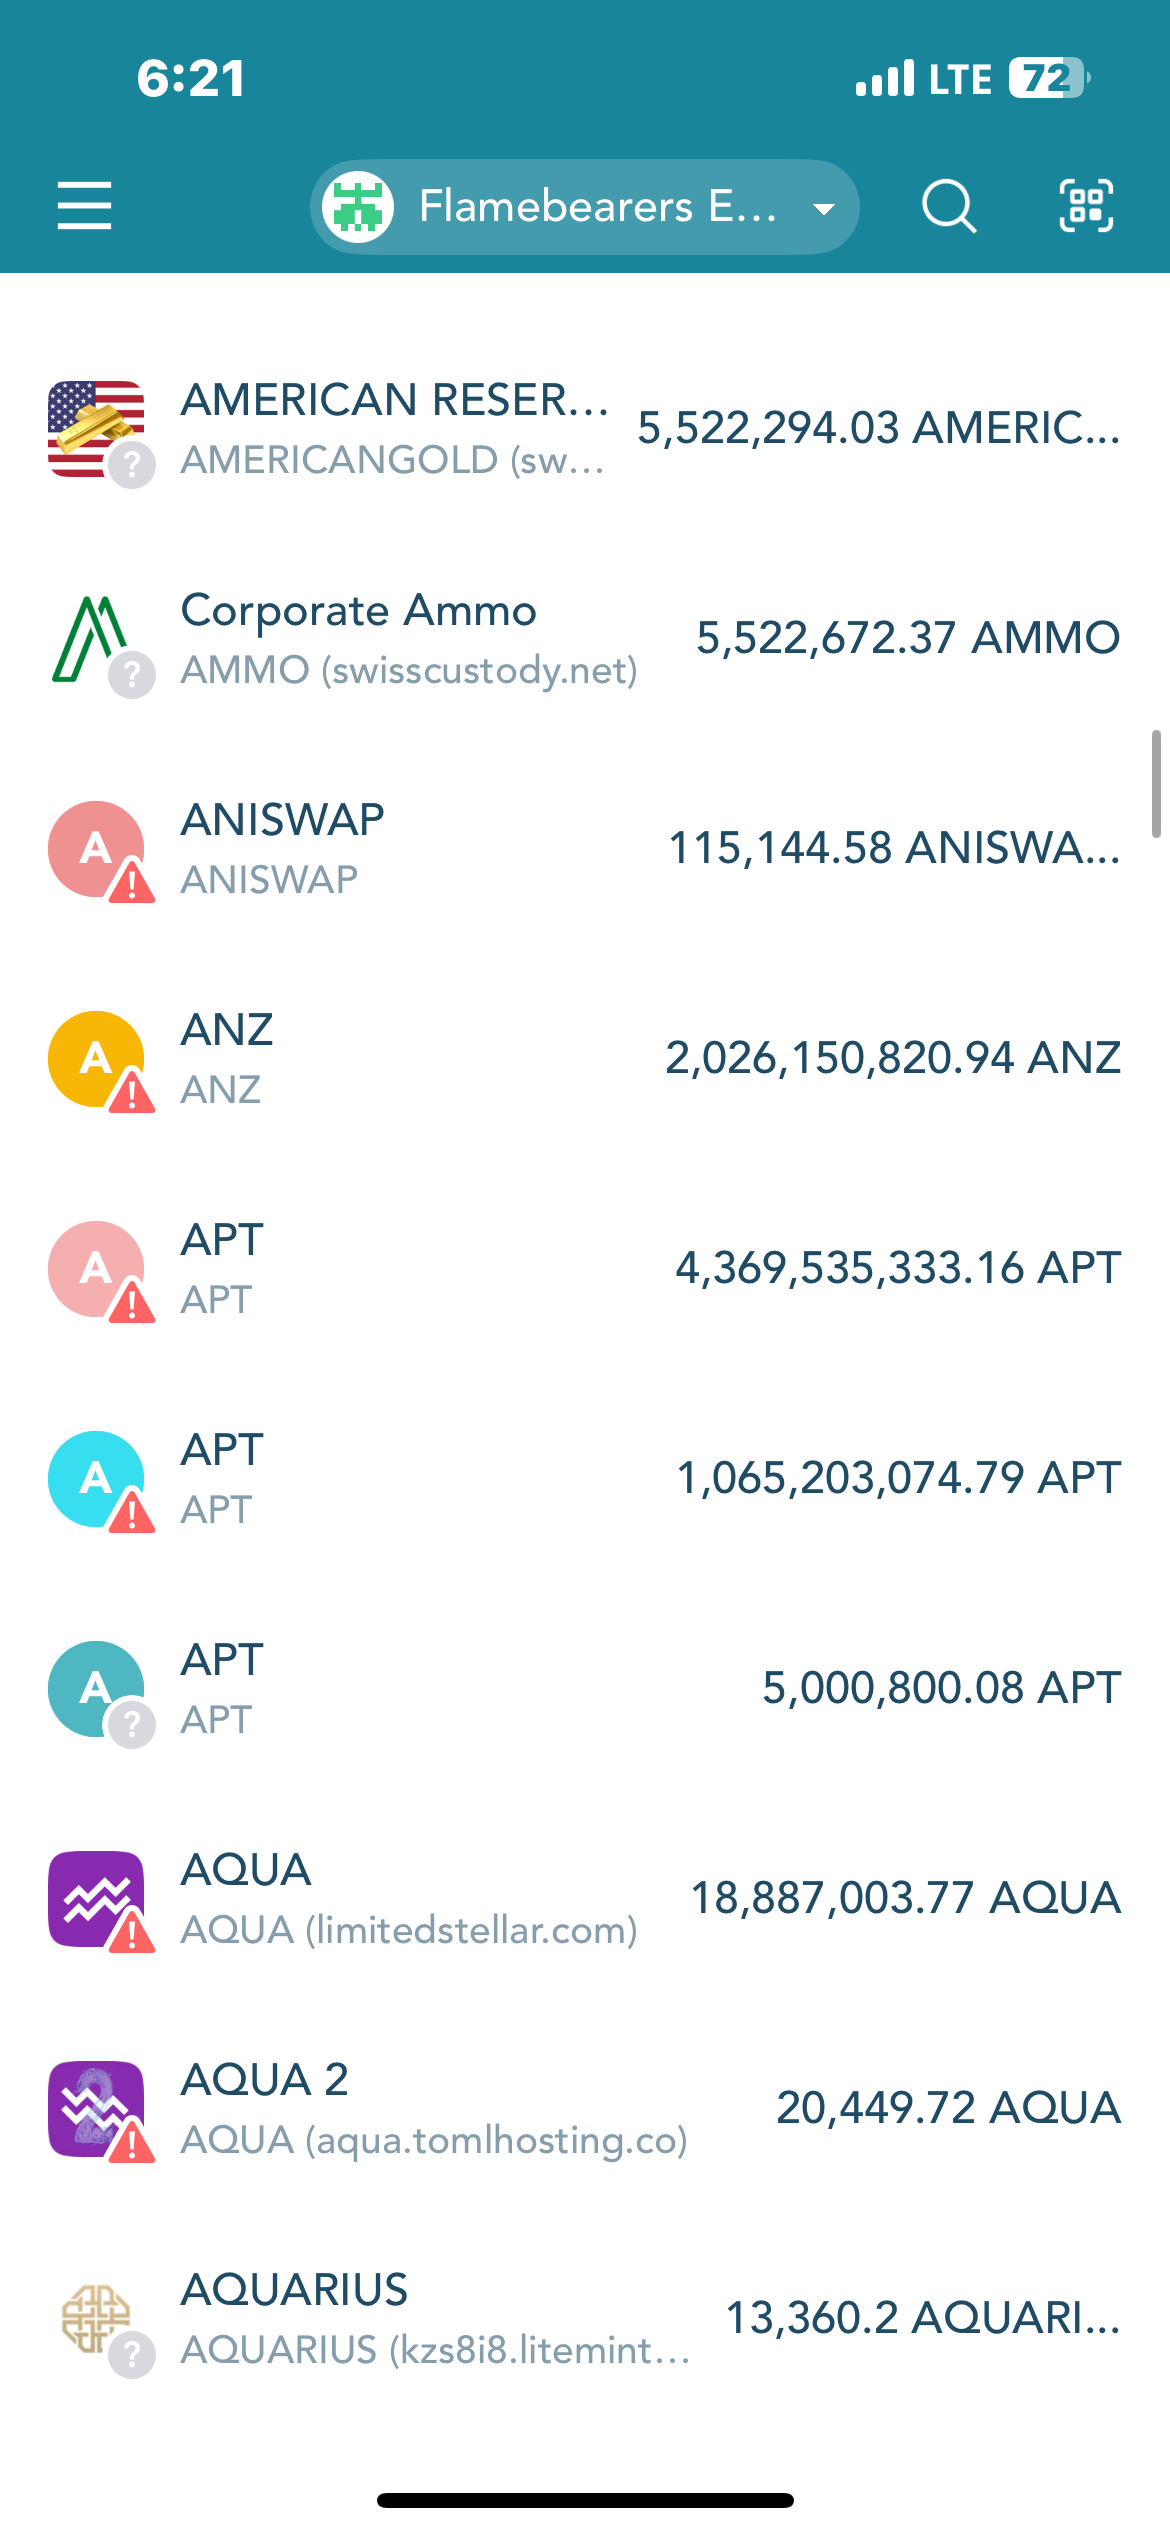 6:21
LTE 72
Flamebearers E...
AMERICAN RESER...
AMERICANGOLD (sw...
5,522,294.03 AMERIC...
Corporate Ammo
AMMO (swisscustody.net)
5,522,672.37 AMMO
A
ANISWAP
ANISWAP
115,144.58 ANISWA...
A
ANZ
ANZ
2,026,150,820.94 ANZ
A
APT
APT
4,369,535,333.16 APT
A
APT
APT
1,065,203,074.79 APT
A
APT
APT
5,000,800.08 APT
AQUA
AQUA (limitedstellar.com)
18,887,003.77 AQUA
2
AQUA 2
AQUA (aqua.tomlhosting.co)
20,449.72 AQUA
AQUARIUS
AQUARIUS (kzs8i8.litemint...
13,360.2 AQUARI...